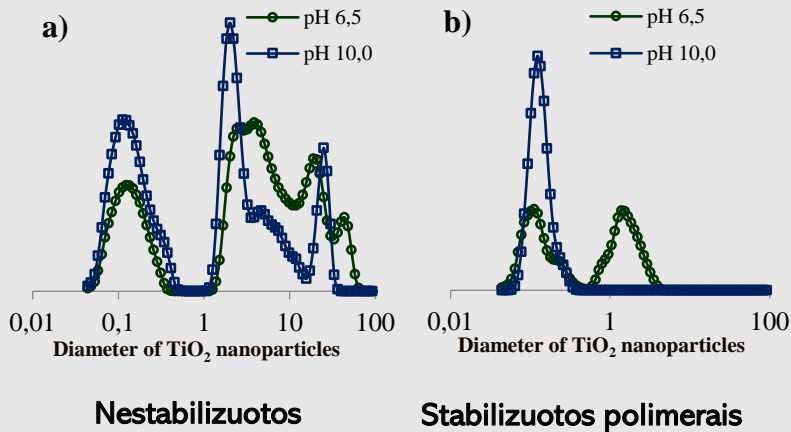 a)
pH 6,5
pH 10,0
0,01 0,1 1 10 100
Diameter of TiO2 nanoparticles
Nestabilizuotos
b)
pH 6,5
pH 10,0
0,01 1 100
Diameter of TiO2 nanoparticles
Stabilizuotos polimerais